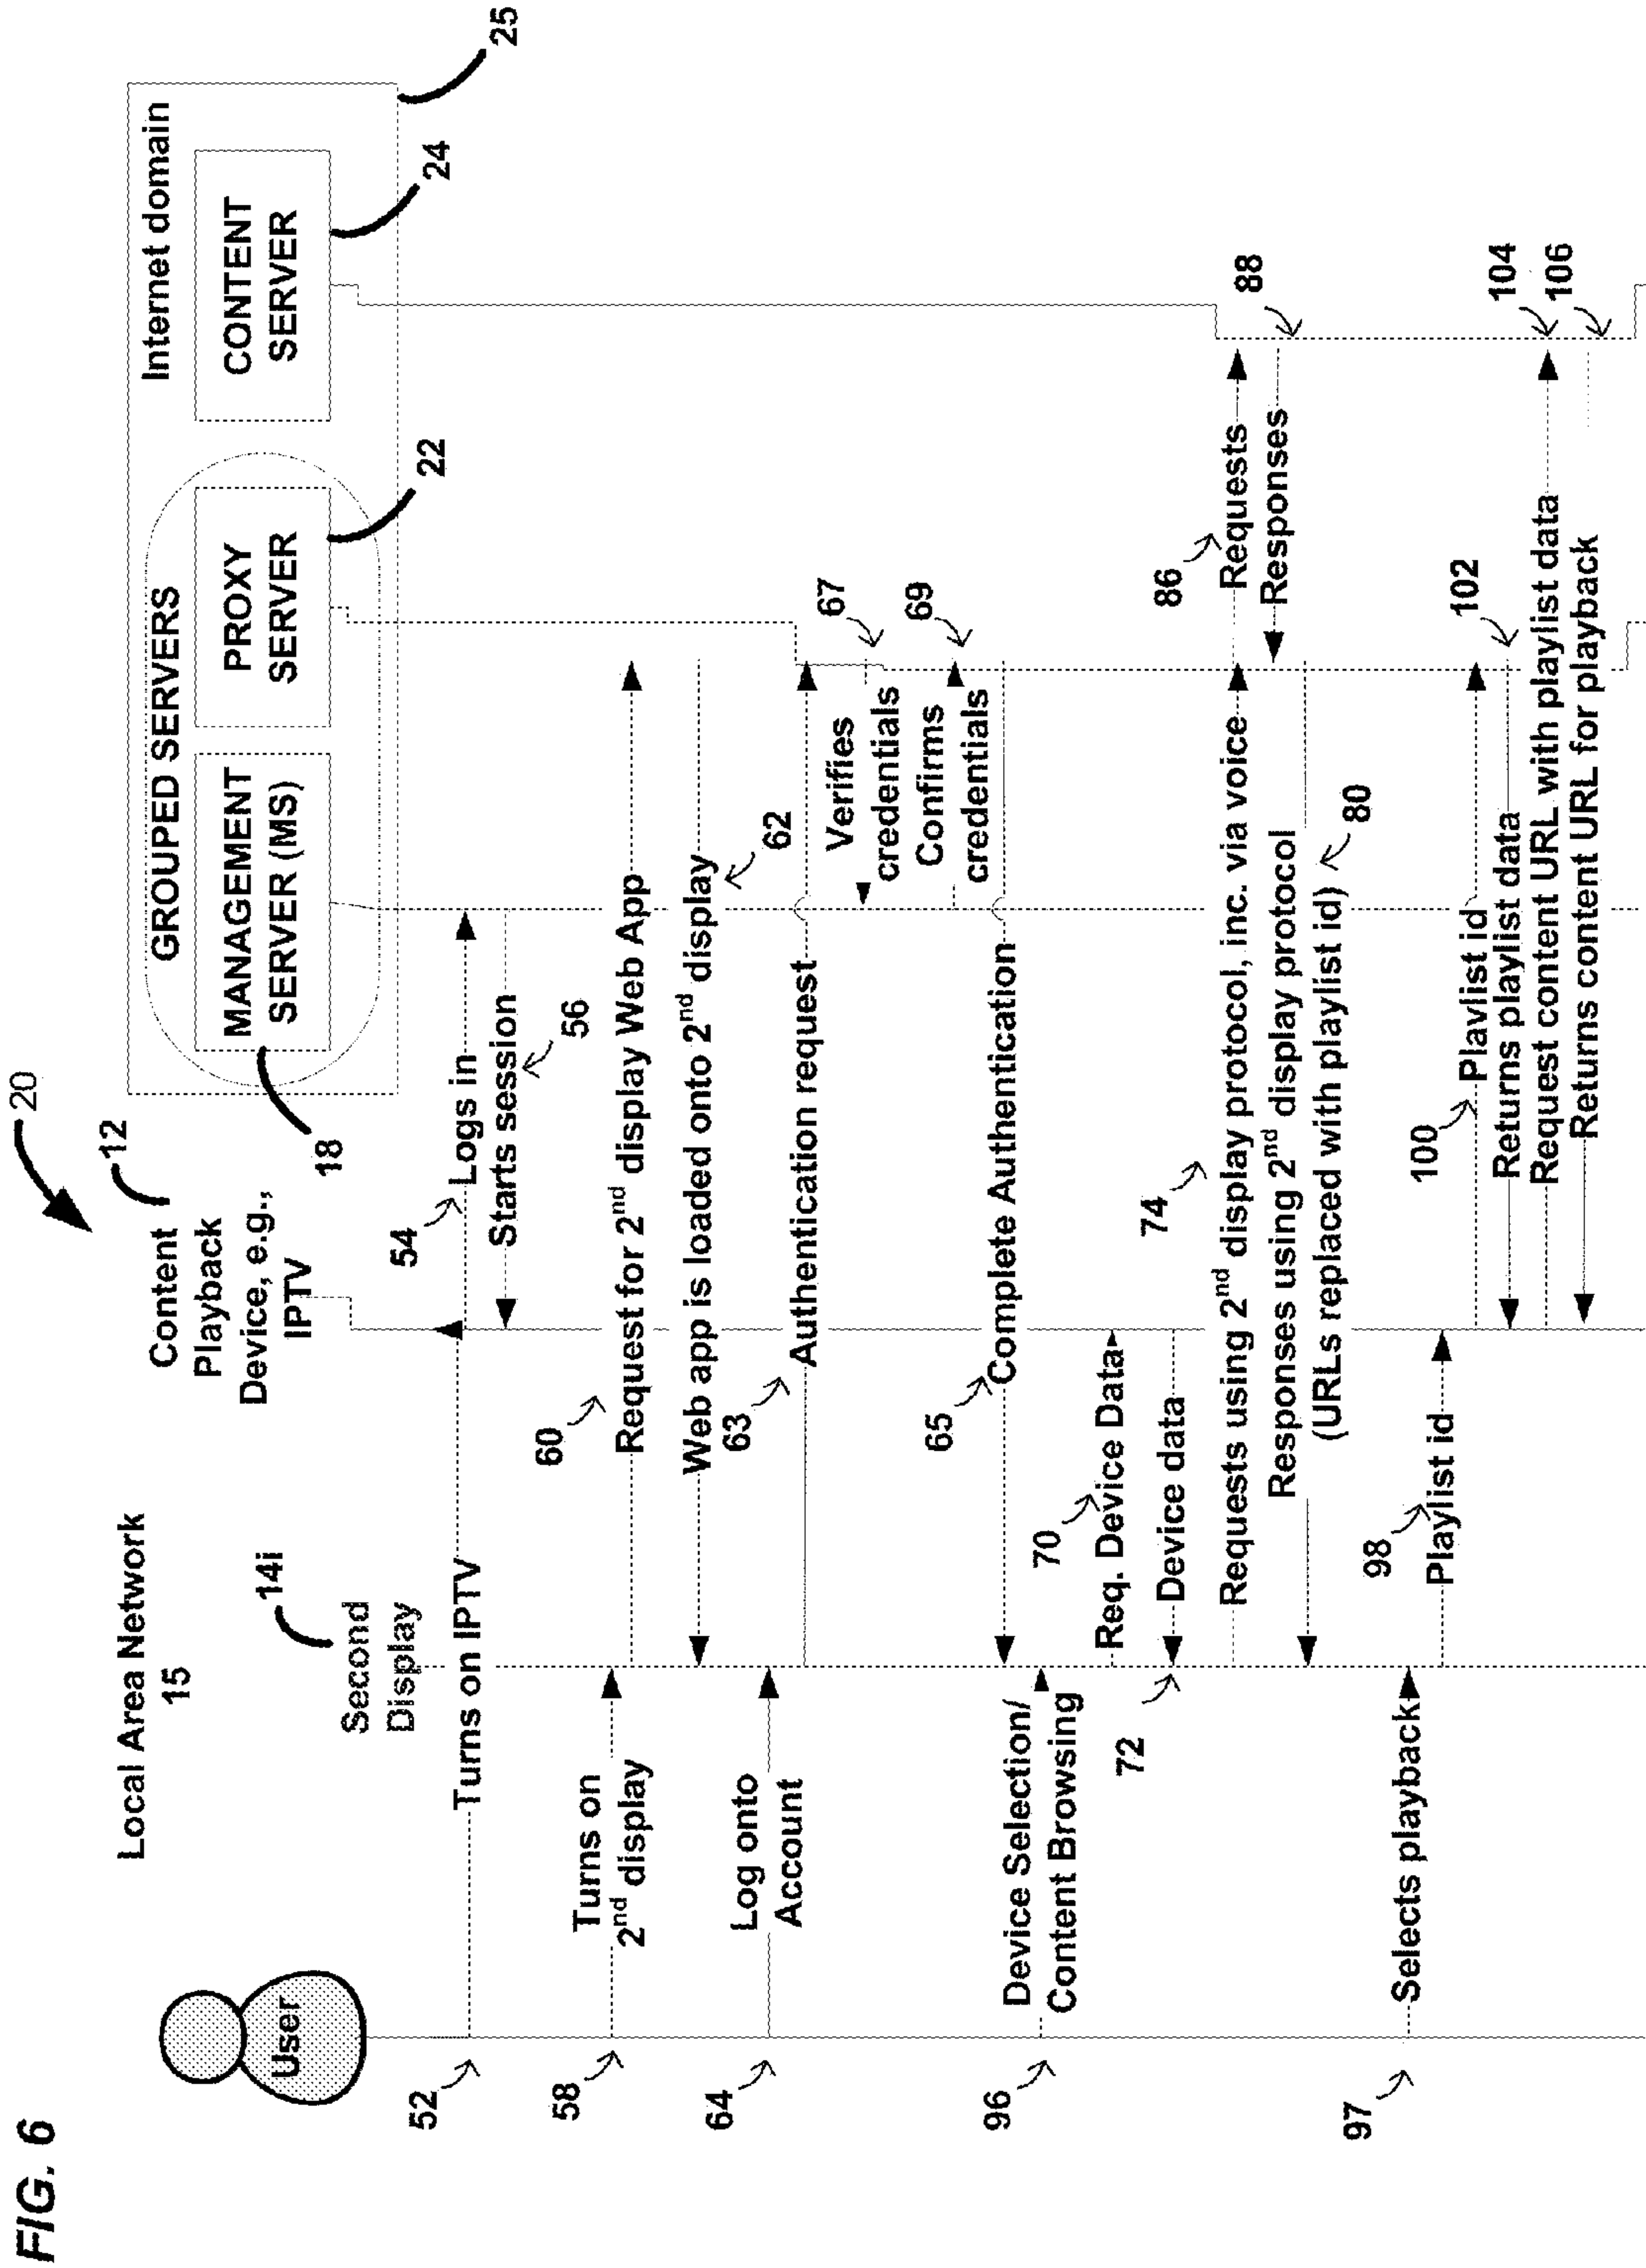 FIG. 6
20
Local Area Network
15
Second
Display
14i
Content
Playback
Device, e.g.,
IPTV
12
Internet domain
25
GROUPED SERVERS
MANAGEMENT
SERVER (MS)
18
PROXY
SERVER
22
CONTENT
SERVER
24
User
52
Turns on IPTV
54
Logs in
Starts session
56
58
Turns on
2nd display
60
Request for 2nd display Web App
Web app is loaded onto 2nd display
62
64
Log onto
Account
63
Authentication request
Verifies
credentials
67
Confirms
credentials
69
65
Complete Authentication
96
Device Selection/
Content Browsing
70
Req. Device Data
Device data
72
74
Requests using 2nd display protocol, inc. via voice
86
Requests
Responses
88
Responses using 2nd display protocol
(URLs replaced with playlist id)
80
97
Selects playback
98
Playlist id
100
Playlist id
Returns playlist data
102
Request content URL with playlist data
104
Returns content URL for playback
106